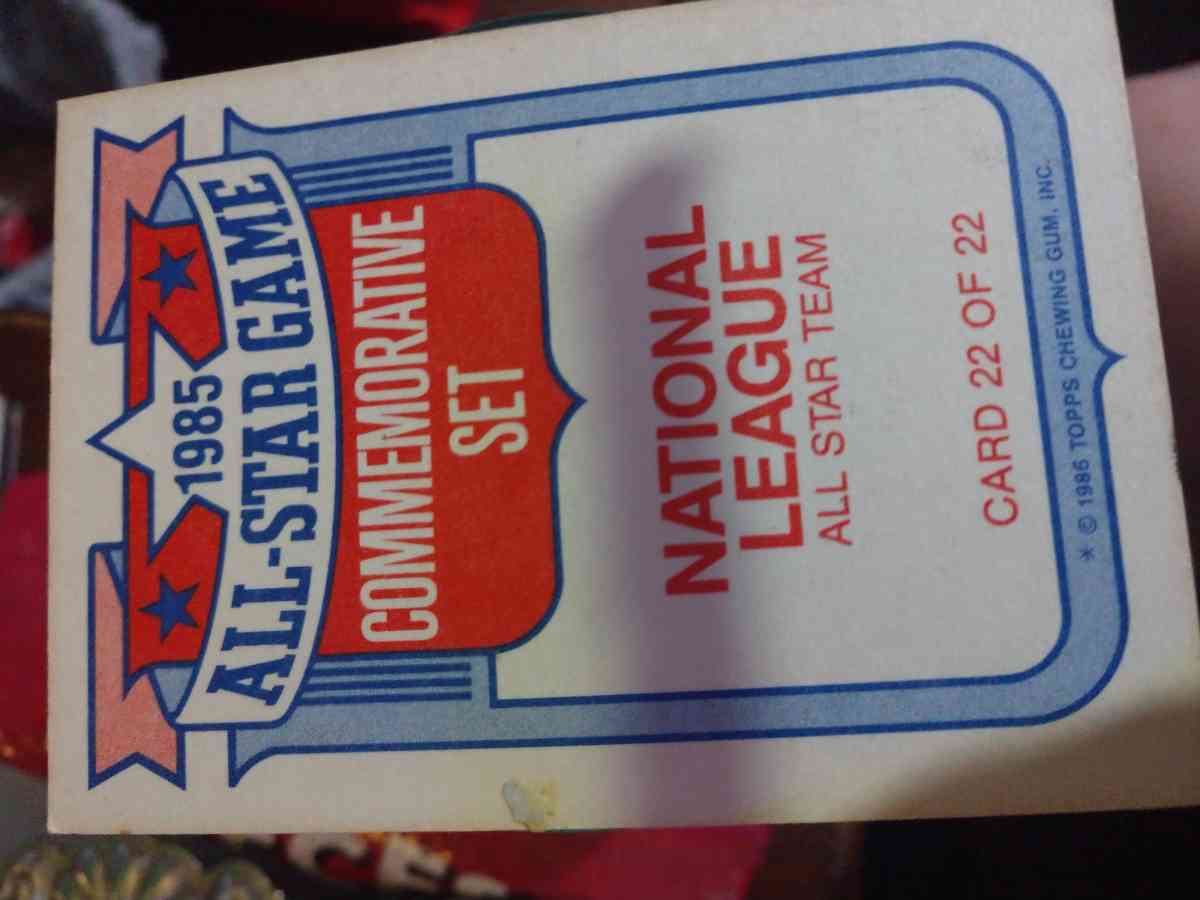 1985
ALL-STAR GAME
COMMEMORATIVE
SET
NATIONAL
LEAGUE
ALL STAR TEAM
CARD 22 OF 22
* © 1986 TOPPS CHEWING GUM, INC.